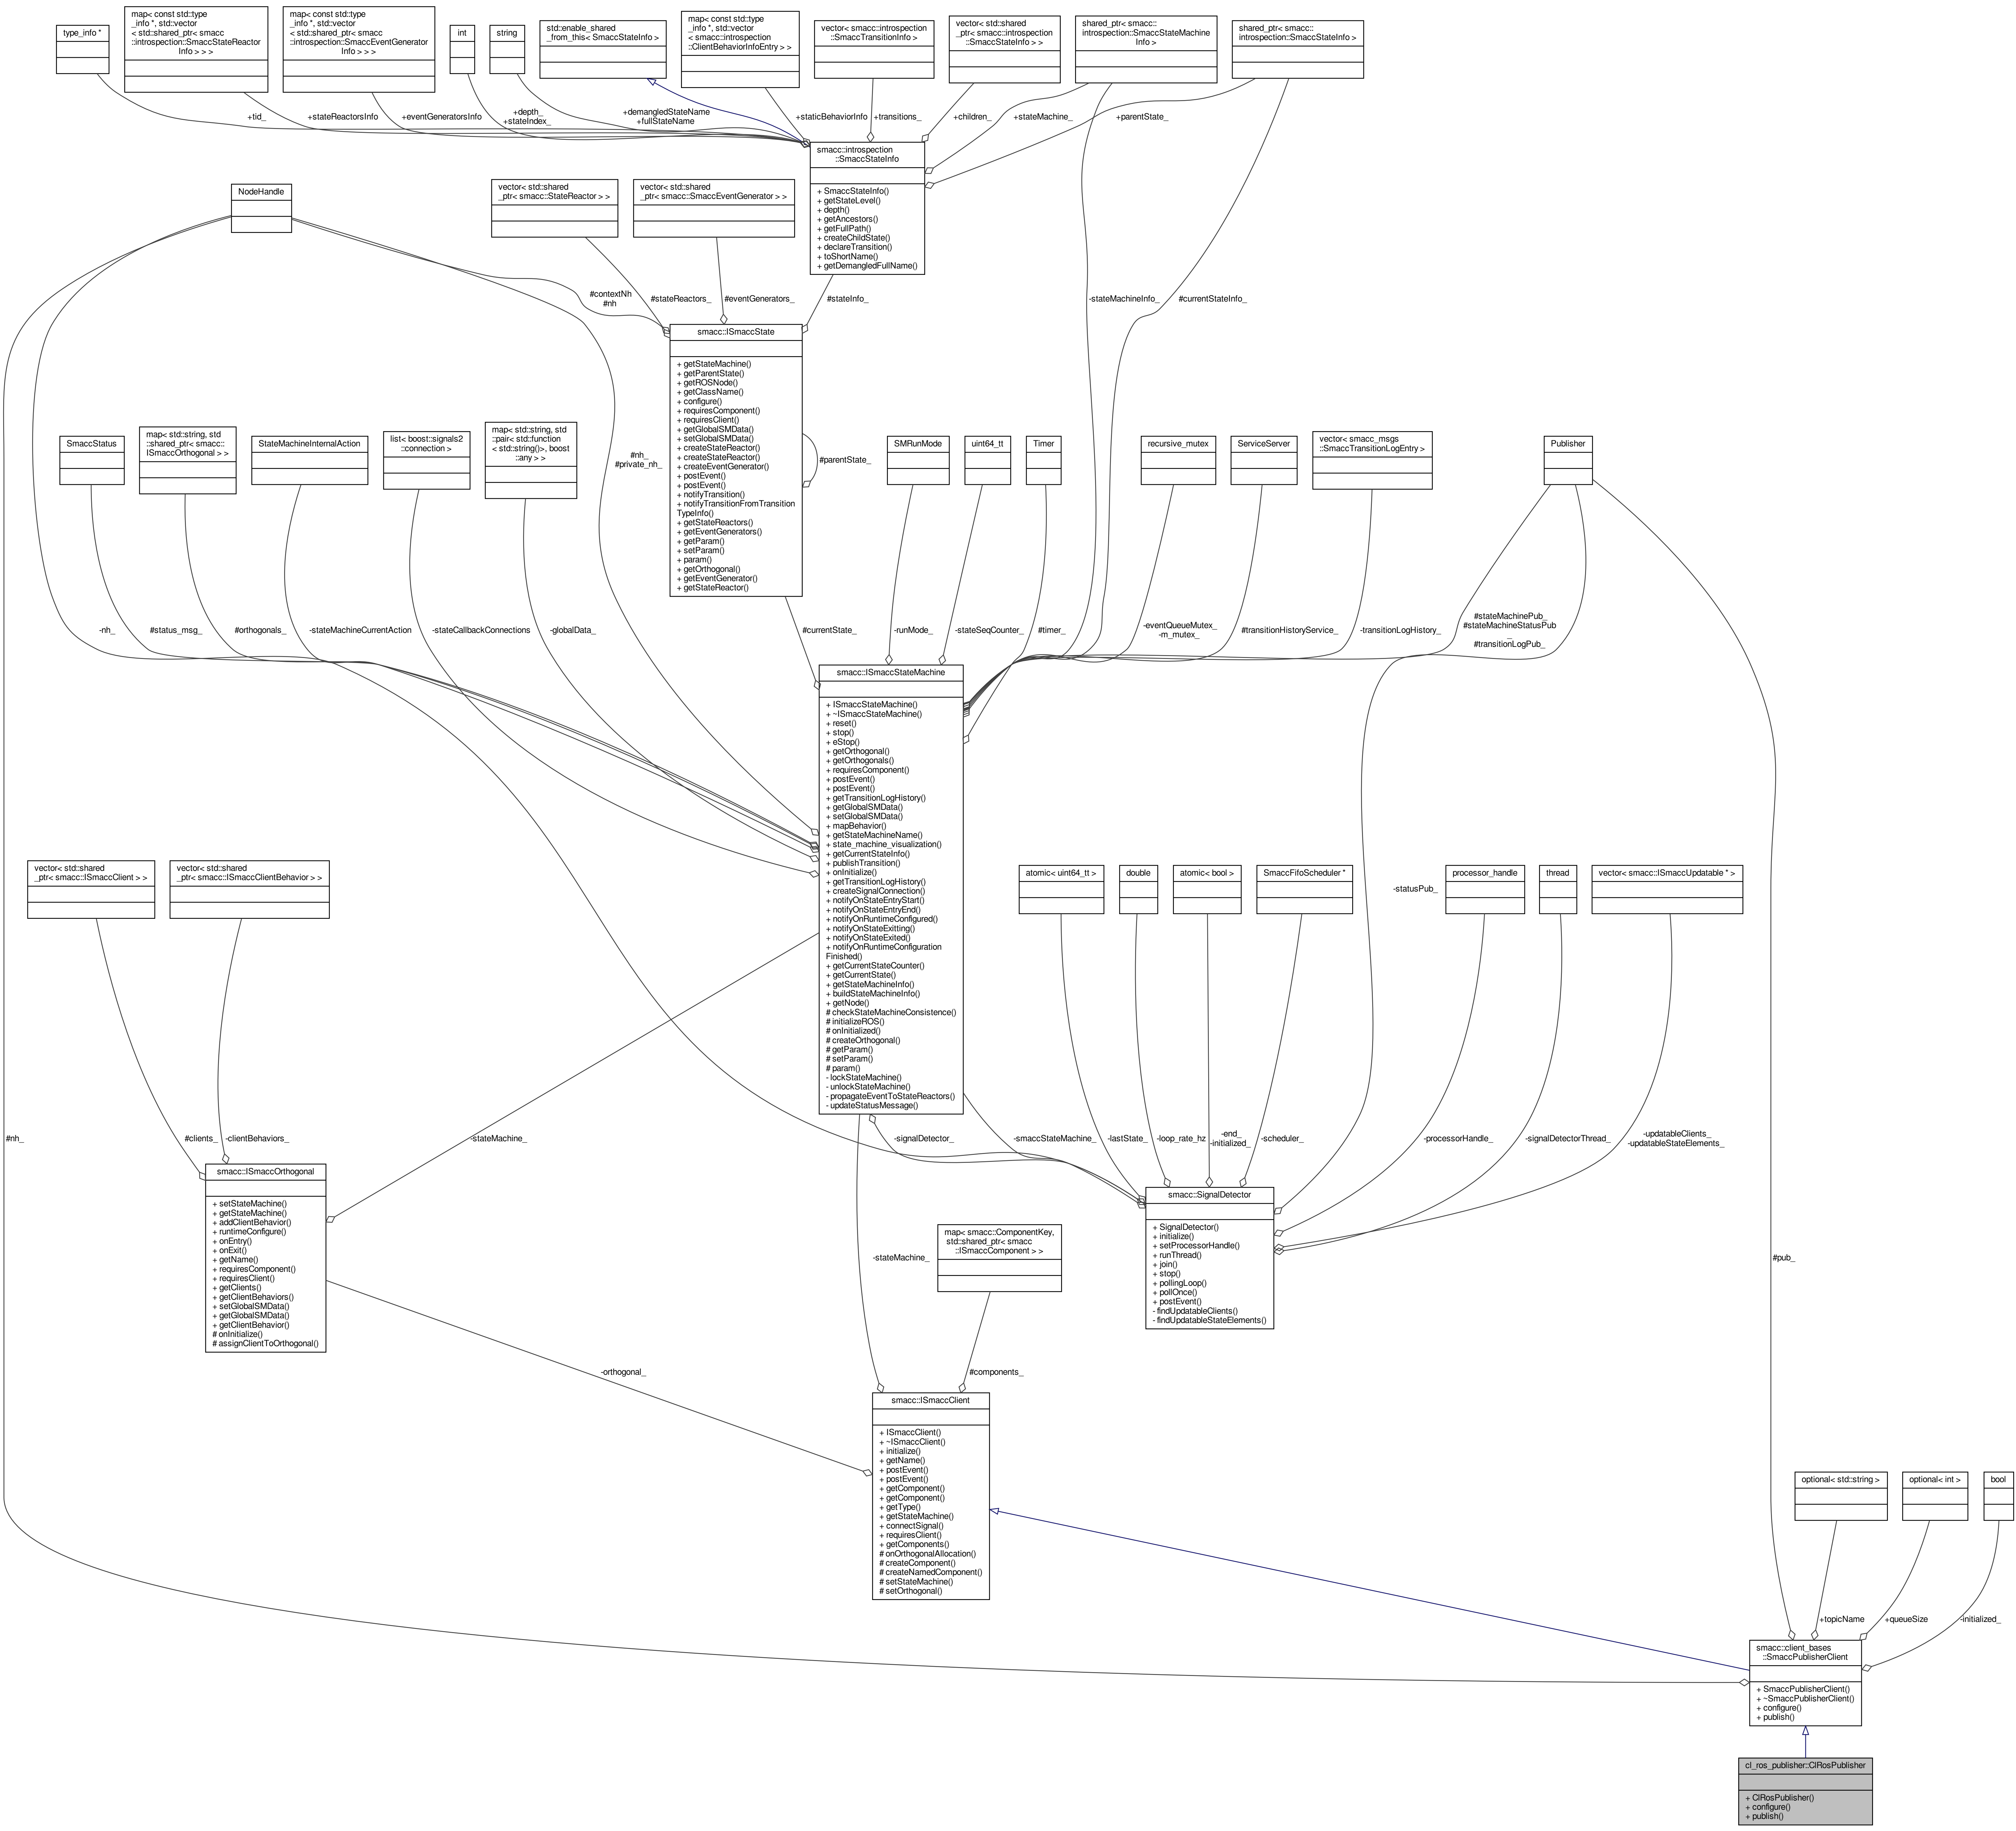 type_info *
map< const std::type
_info *, std::vector
< std::shared_ptr< smacc
::introspection::SmaccStateReactor
Info > > >
map< const std::type
_info *, std::vector
< std::shared_ptr< smacc
::introspection::SmaccEventGenerator
Info > > >
int
string
std::enable_shared
_from_this< SmaccStateInfo >
map< const std::type
_info *, std::vector
< smacc::introspection
::ClientBehaviorInfoEntry > >
vector< smacc::introspection
::SmaccTransitionInfo >
vector< std::shared
_ptr< smacc::introspection
::SmaccStateInfo > >
shared_ptr< smacc::
introspection::SmaccStateMachine
Info >
shared_ptr< smacc::
introspection::SmaccStateInfo >
+tid_
+stateReactorsInfo
+eventGeneratorsInfo
+depth_
+stateIndex_
+demangledStateName
+fullStateName
+staticBehaviorInfo
+transitions_
+children_
+stateMachine_
+parentState_
smacc::introspection
::SmaccStateInfo
+ SmaccStateInfo()
+ getStateLevel()
+ depth()
+ getAncestors()
+ getFullPath()
+ createChildState()
+ declareTransition()
+ toShortName()
+ getDemangledFullName()
NodeHandle
vector< std::shared
_ptr< smacc::StateReactor > >
vector< std::shared
_ptr< smacc::SmaccEventGenerator > >
#contextNh
#nh
#stateReactors_
#eventGenerators_
#stateInfo_
-stateMachineInfo_
#currentStateInfo_
smacc::ISmaccState
+ getStateMachine()
+ getParentState()
+ getROSNode()
+ getClassName()
+ configure()
+ requiresComponent()
+ requiresClient()
+ getGlobalSMData()
+ setGlobalSMData()
+ createStateReactor()
+ createStateReactor()
+ createEventGenerator()
+ postEvent()
+ postEvent()
+ notifyTransition()
+ notifyTransitionFromTransition
TypeInfo()
+ getStateReactors()
+ getEventGenerators()
+ getParam()
+ setParam()
+ param()
+ getOrthogonal()
+ getEventGenerator()
+ getStateReactor()
#parentState_
SmaccStatus
map< std::string, std
::shared_ptr< smacc::
ISmaccOrthogonal > >
StateMachineInternalAction
list< boost::signals2
::connection >
map< std::string, std
::pair< std::function
< std::string()>, boost
::any > >
#nh_
#private_nh_
SMRunMode
uint64_tt
Timer
recursive_mutex
ServiceServer
vector< smacc_msgs
::SmaccTransitionLogEntry >
Publisher
-nh_
#status_msg_
#orthogonals_
-stateMachineCurrentAction
-stateCallbackConnections
-globalData_
#currentState_
-runMode_
-stateSeqCounter_
#timer_
-eventQueueMutex_
-m_mutex_
#transitionHistoryService_
-transitionLogHistory_
#stateMachinePub_
#stateMachineStatusPub
_
#transitionLogPub_
smacc::ISmaccStateMachine
+ ISmaccStateMachine()
+ ~ISmaccStateMachine()
+ reset()
+ stop()
+ eStop()
+ getOrthogonal()
+ getOrthogonals()
+ requiresComponent()
+ postEvent()
+ postEvent()
+ getTransitionLogHistory()
+ getGlobalSMData()
+ setGlobalSMData()
+ mapBehavior()
+ getStateMachineName()
+ state_machine_visualization()
+ getCurrentStateInfo()
+ publishTransition()
+ onInitialize()
+ getTransitionLogHistory()
+ createSignalConnection()
+ notifyOnStateEntryStart()
+ notifyOnStateEntryEnd()
+ notifyOnRuntimeConfigured()
+ notifyOnStateExitting()
+ notifyOnStateExited()
+ notifyOnRuntimeConfiguration
Finished()
+ getCurrentStateCounter()
+ getCurrentState()
+ getStateMachineInfo()
+ buildStateMachineInfo()
+ getNode()
# checkStateMachineConsistence()
# initializeROS()
# onInitialized()
# createOrthogonal()
# getParam()
# setParam()
# param()
- lockStateMachine()
- unlockStateMachine()
- propagateEventToStateReactors()
- updateStatusMessage()
vector< std::shared
_ptr< smacc::ISmaccClient > >
vector< std::shared
_ptr< smacc::ISmaccClientBehavior > >
atomic< uint64_tt >
double
atomic< bool >
SmaccFifoScheduler *
-statusPub_
processor_handle
thread
vector< smacc::ISmaccUpdatable * >
#nh_
#clients_
-clientBehaviors_
-stateMachine_
-signalDetector_
-smaccStateMachine_
-lastState_
-loop_rate_hz
-end_
-initialized_
-scheduler_
-processorHandle_
-signalDetectorThread_
-updatableClients_
-updatableStateElements_
smacc::ISmaccOrthogonal
+ setStateMachine()
+ getStateMachine()
+ addClientBehavior()
+ runtimeConfigure()
+ onEntry()
+ onExit()
+ getName()
+ requiresComponent()
+ requiresClient()
+ getClients()
+ getClientBehaviors()
+ setGlobalSMData()
+ getGlobalSMData()
+ getClientBehavior()
# onInitialize()
# assignClientToOrthogonal()
smacc::SignalDetector
+ SignalDetector()
+ initialize()
+ setProcessorHandle()
+ runThread()
+ join()
+ stop()
+ pollingLoop()
+ pollOnce()
+ postEvent()
- findUpdatableClients()
- findUpdatableStateElements()
-stateMachine_
map< smacc::ComponentKey,
std::shared_ptr< smacc
::ISmaccComponent > >
#pub_
-orthogonal_
#components_
smacc::ISmaccClient
+ ISmaccClient()
+ ~ISmaccClient()
+ initialize()
+ getName()
+ postEvent()
+ postEvent()
+ getComponent()
+ getComponent()
+ getType()
+ getStateMachine()
+ connectSignal()
+ requiresClient()
+ getComponents()
# onOrthogonalAllocation()
# createComponent()
# createNamedComponent()
# setStateMachine()
# setOrthogonal()
optional< std::string >
optional< int >
bool
+topicName
+queueSize
-initialized_
smacc::client_bases
::SmaccPublisherClient
+ SmaccPublisherClient()
+ ~SmaccPublisherClient()
+ configure()
+ publish()
cl_ros_publisher::ClRosPublisher
+ ClRosPublisher()
+ configure()
+ publish()